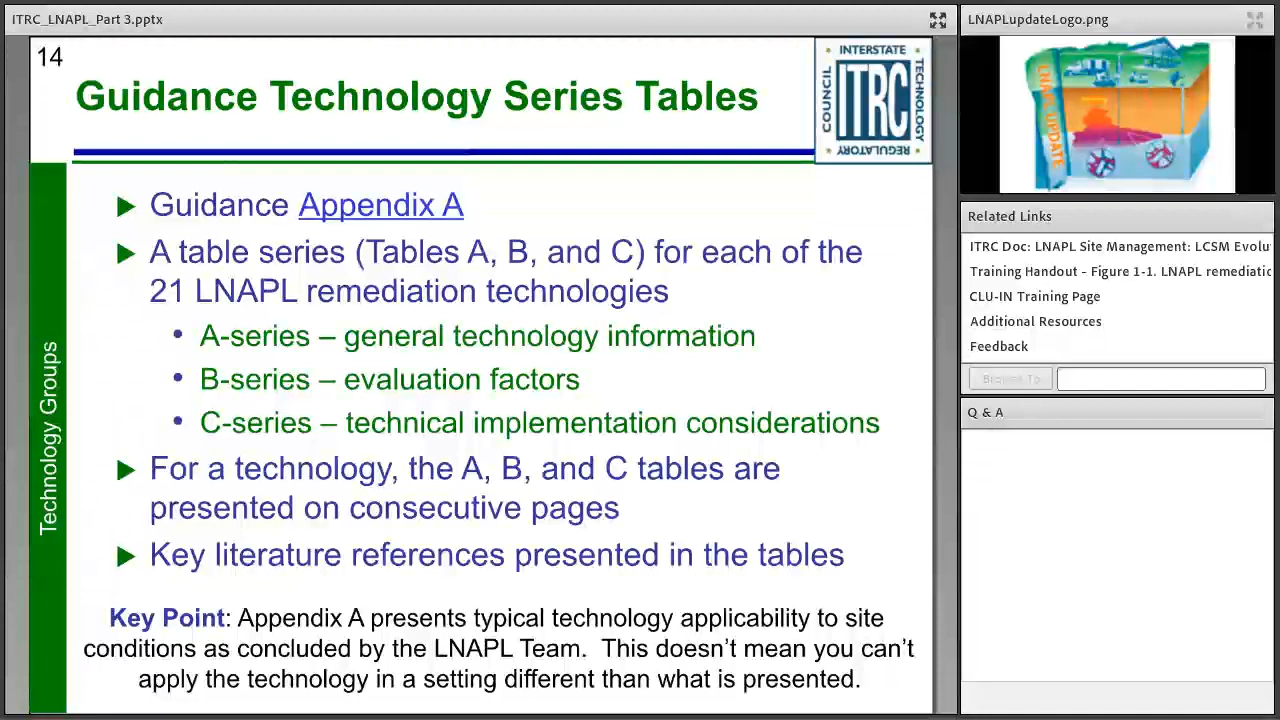 ITRC_LNAPL_Part 3.pptx
14
Guidance Technology Series Tables
INTERSTATE
COUNCIL
ITRC
TECHNOLOGY
REGULATORY
Technology Groups
Guidance Appendix A
A table series (Tables A, B, and C) for each of the
21 LNAPL remediation technologies
A-series – general technology information
B-series – evaluation factors
C-series – technical implementation considerations
For a technology, the A, B, and C tables are
presented on consecutive pages
Key literature references presented in the tables
Key Point: Appendix A presents typical technology applicability to site
conditions as concluded by the LNAPL Team.  This doesn’t mean you can’t
apply the technology in a setting different than what is presented.
LNAPLupdateLogo.png
LNAPL UPDATE
Related Links
ITRC Doc: LNAPL Site Management: LCSM Evolu
Training Handout - Figure 1-1. LNAPL remediatic
CLU-IN Training Page
Additional Resources
Feedback
Browse To
Q & A